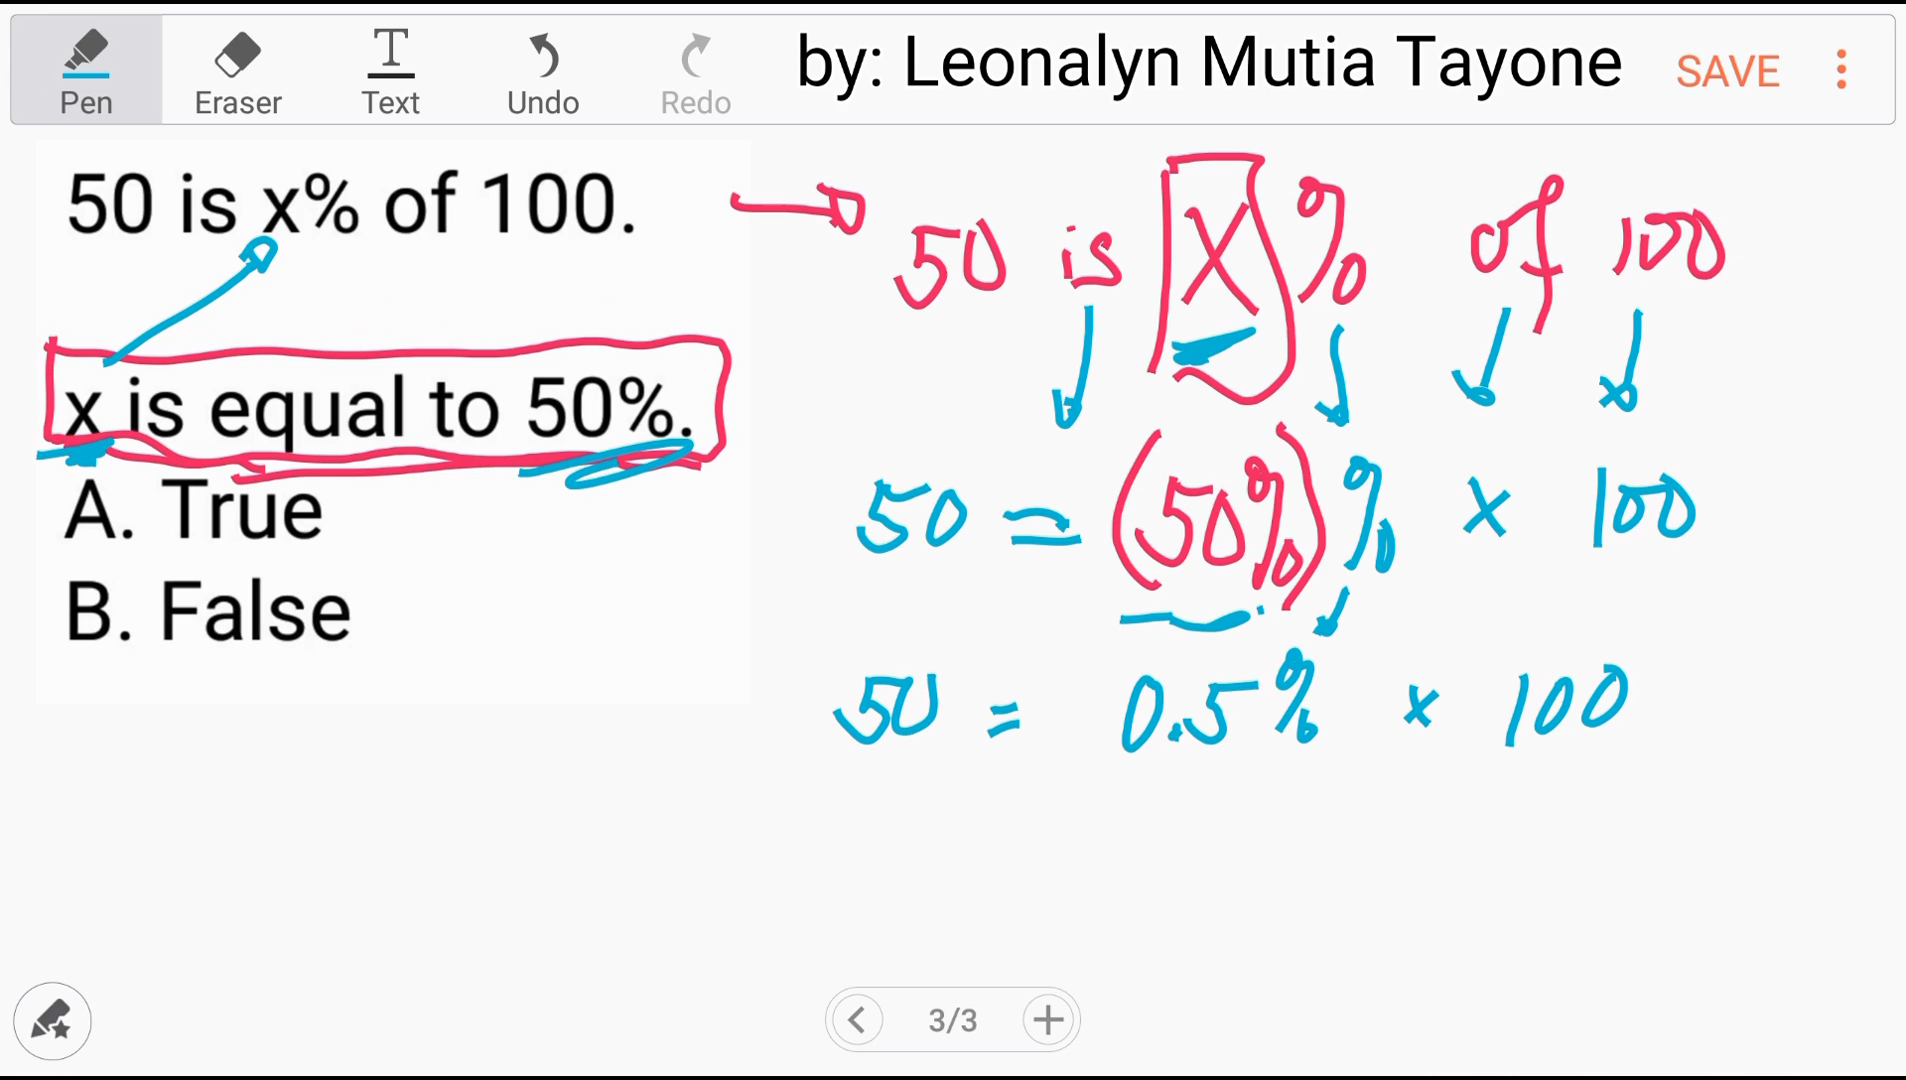 Pen Eraser Text Undo Redo by: Leonalyn Mutia Tayone SAVE
50 is x% of 100.
x is equal to 50%.
A. True
B. False
50 is x% of 100
50 = (50%)% x 100
50 = 0.5% x 100
3/3